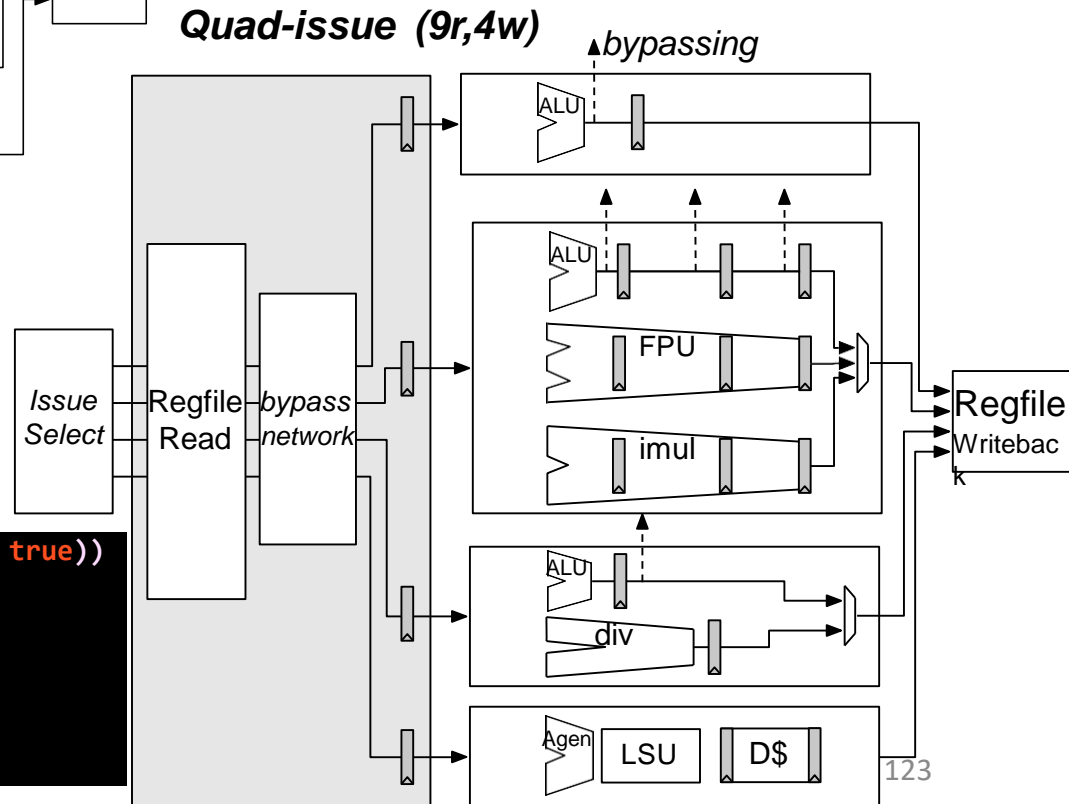 Quad-issue (9r,4w)
bypassing
ALU
ALU
FPU
imul
Issue
Select
Regfile
Read
bypass
network
Regfile
Writebac
k
true))
ALU
div
Agen
LSU
D$
123